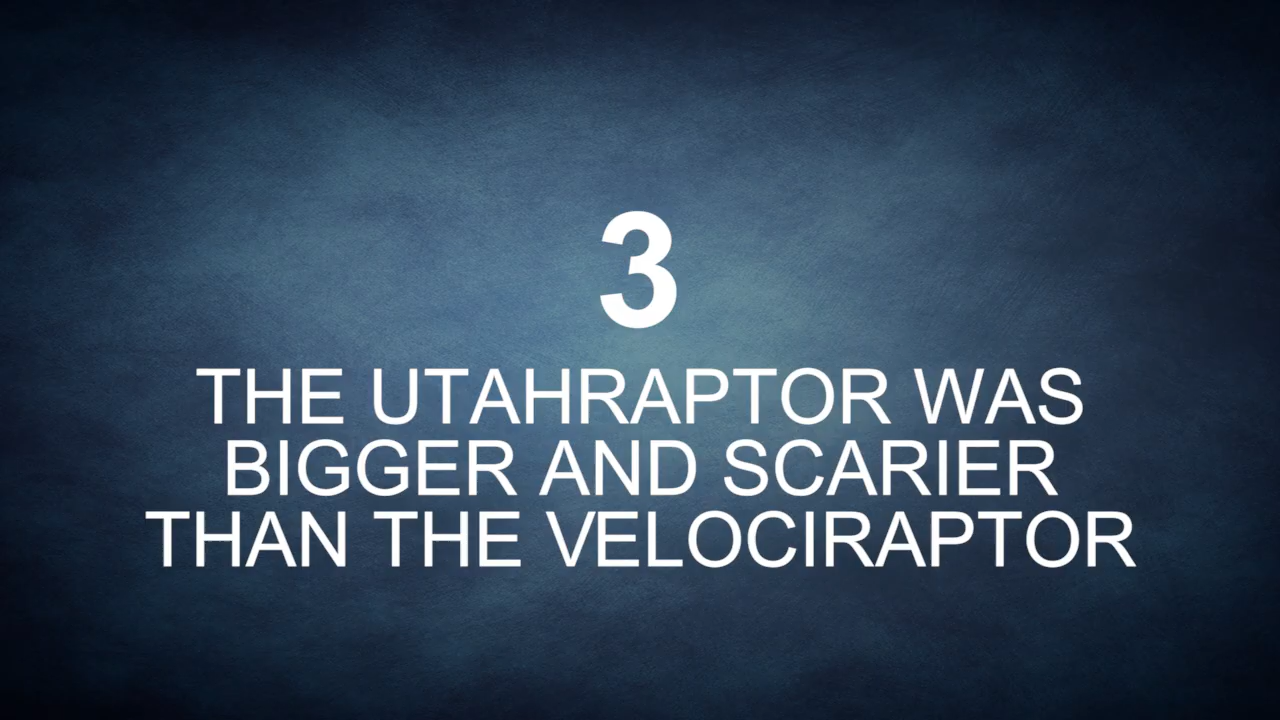 3
THE UTAHRAPTOR WAS
BIGGER AND SCARIER
THAN THE VELOCIRAPTOR